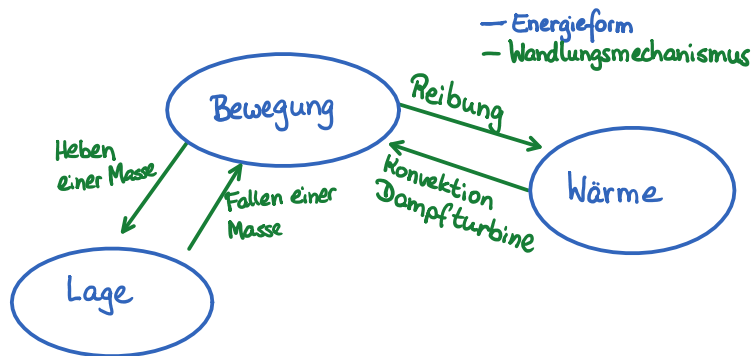 — Energieform
— Wandlungsmechanismus
Bewegung
Reibung
Heben
einer Masse
Fallen einer
Masse
Konvektion
Dampfturbine
Wärme
Lage